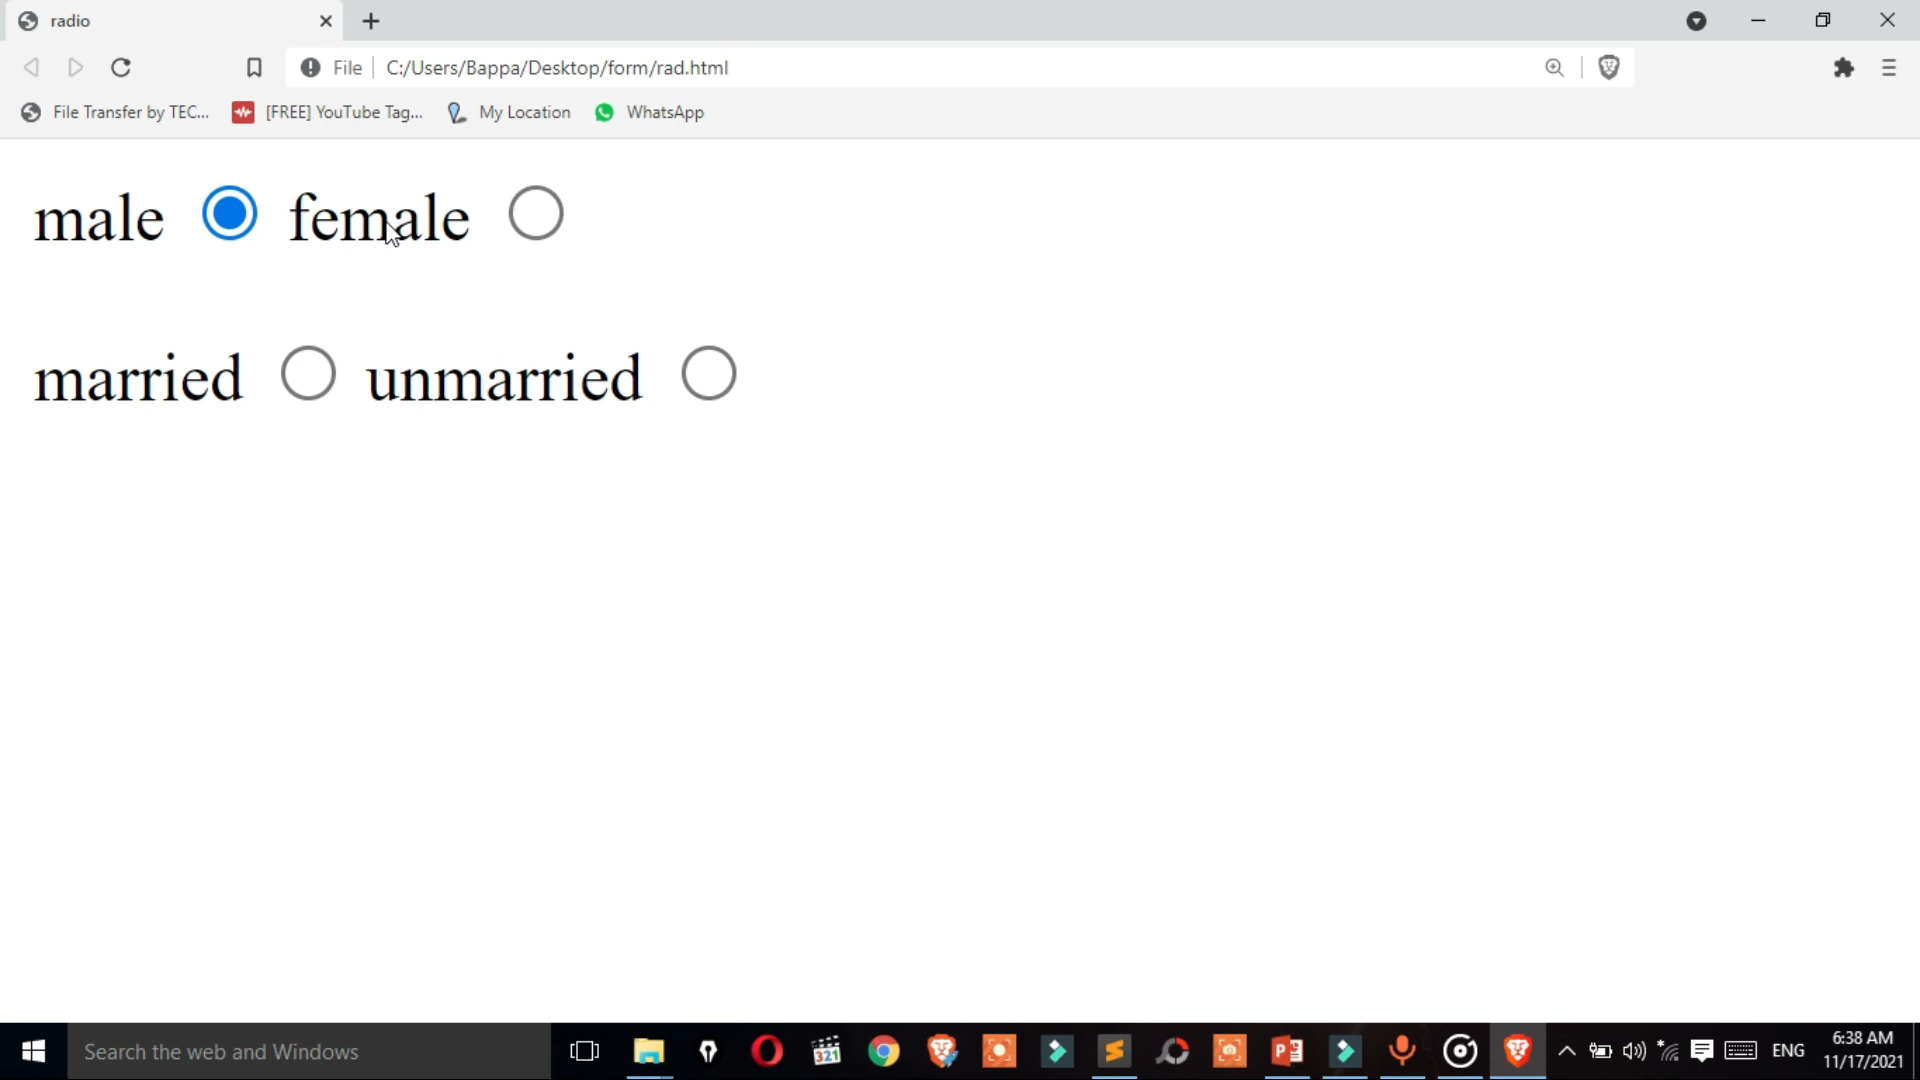 radio
File C:/Users/Bappa/Desktop/form/rad.html
File Transfer by TEC... [FREE] YouTube Tag... My Location WhatsApp
male female
married unmarried
Search the web and Windows 321 ENG 6:38 AM
11/17/2021